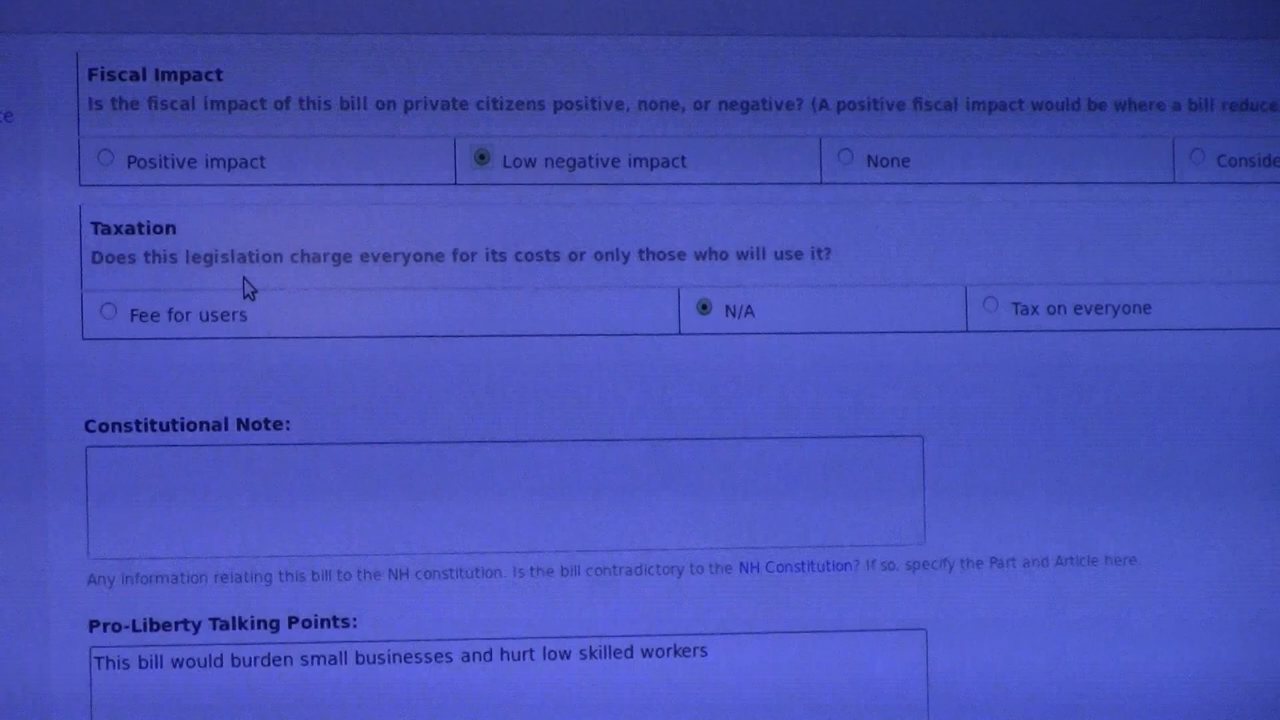 Fiscal Impact
Is the fiscal impact of this bill on private citizens positive, none, or negative? (A positive fiscal impact would be where a bill reduce
Positive impact Low negative impact None Conside
Taxation
Does this legislation charge everyone for its costs or only those who will use it?
Fee for users N/A Tax on everyone
Constitutional Note:
Any information relating this bill to the NH constitution. Is the bill contradictory to the NH Constitution? If so, specify the Part and Article here.
Pro-Liberty Talking Points:
This bill would burden small businesses and hurt low skilled workers